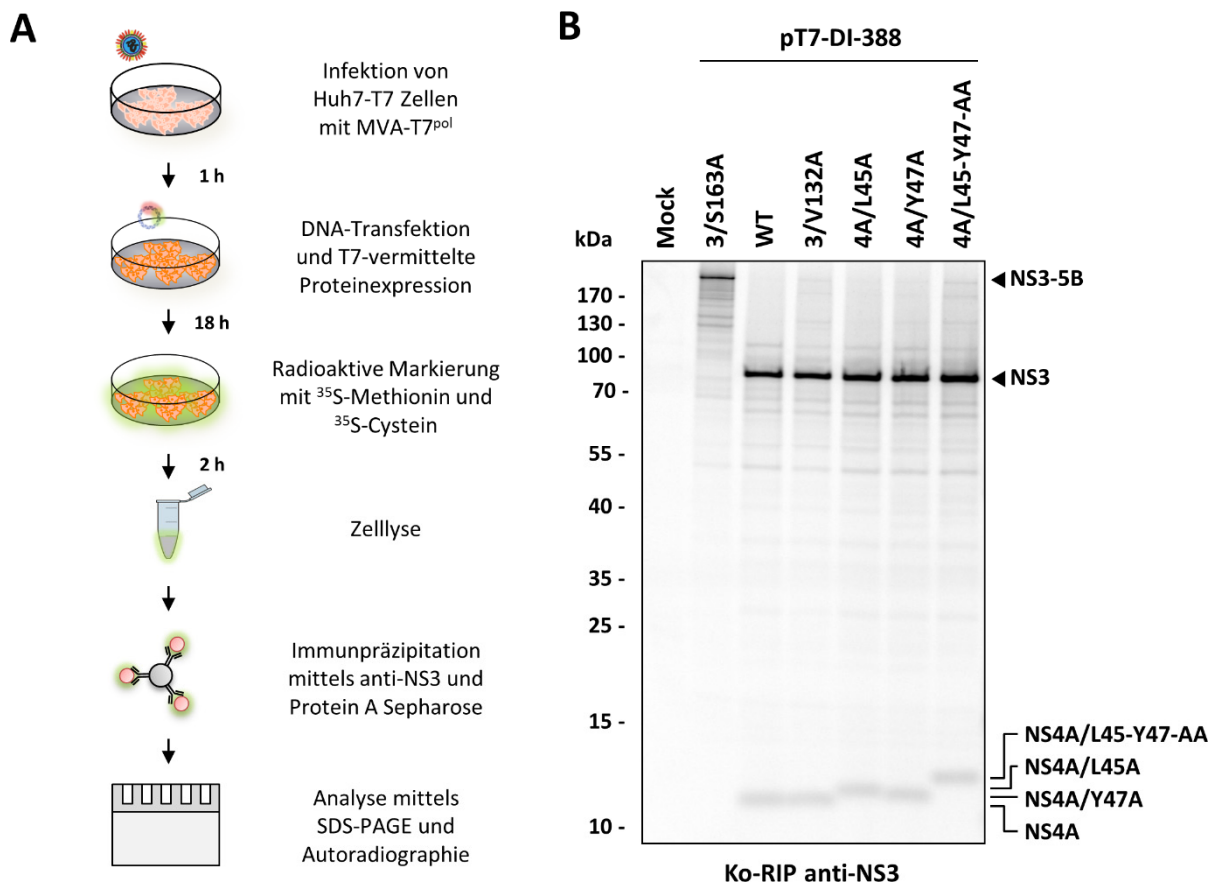 A
Infektion von
Huh7-T7 Zellen
mit MVA-T7pol
1 h
DNA-Transfektion
und T7-vermittelte
Proteinexpression
18 h
Radioaktive Markierung
mit 35S-Methionin und
35S-Cystein
2 h
Zelllyse
Immunpräzipitation
mittels anti-NS3 und
Protein A Sepharose
Analyse mittels
SDS-PAGE und
Autoradiographie
B
pT7-DI-388
Mock
3/S163A
WT
3/V132A
4A/L45A
4A/Y47A
4A/L45-Y47-AA
kDa
170 -
130 -
100 -
70 -
55 -
40 -
35 -
25 -
15 -
10 -
NS3-5B
NS3
NS4A/L45-Y47-AA
NS4A/L45A
NS4A/Y47A
NS4A
Ko-RIP anti-NS3